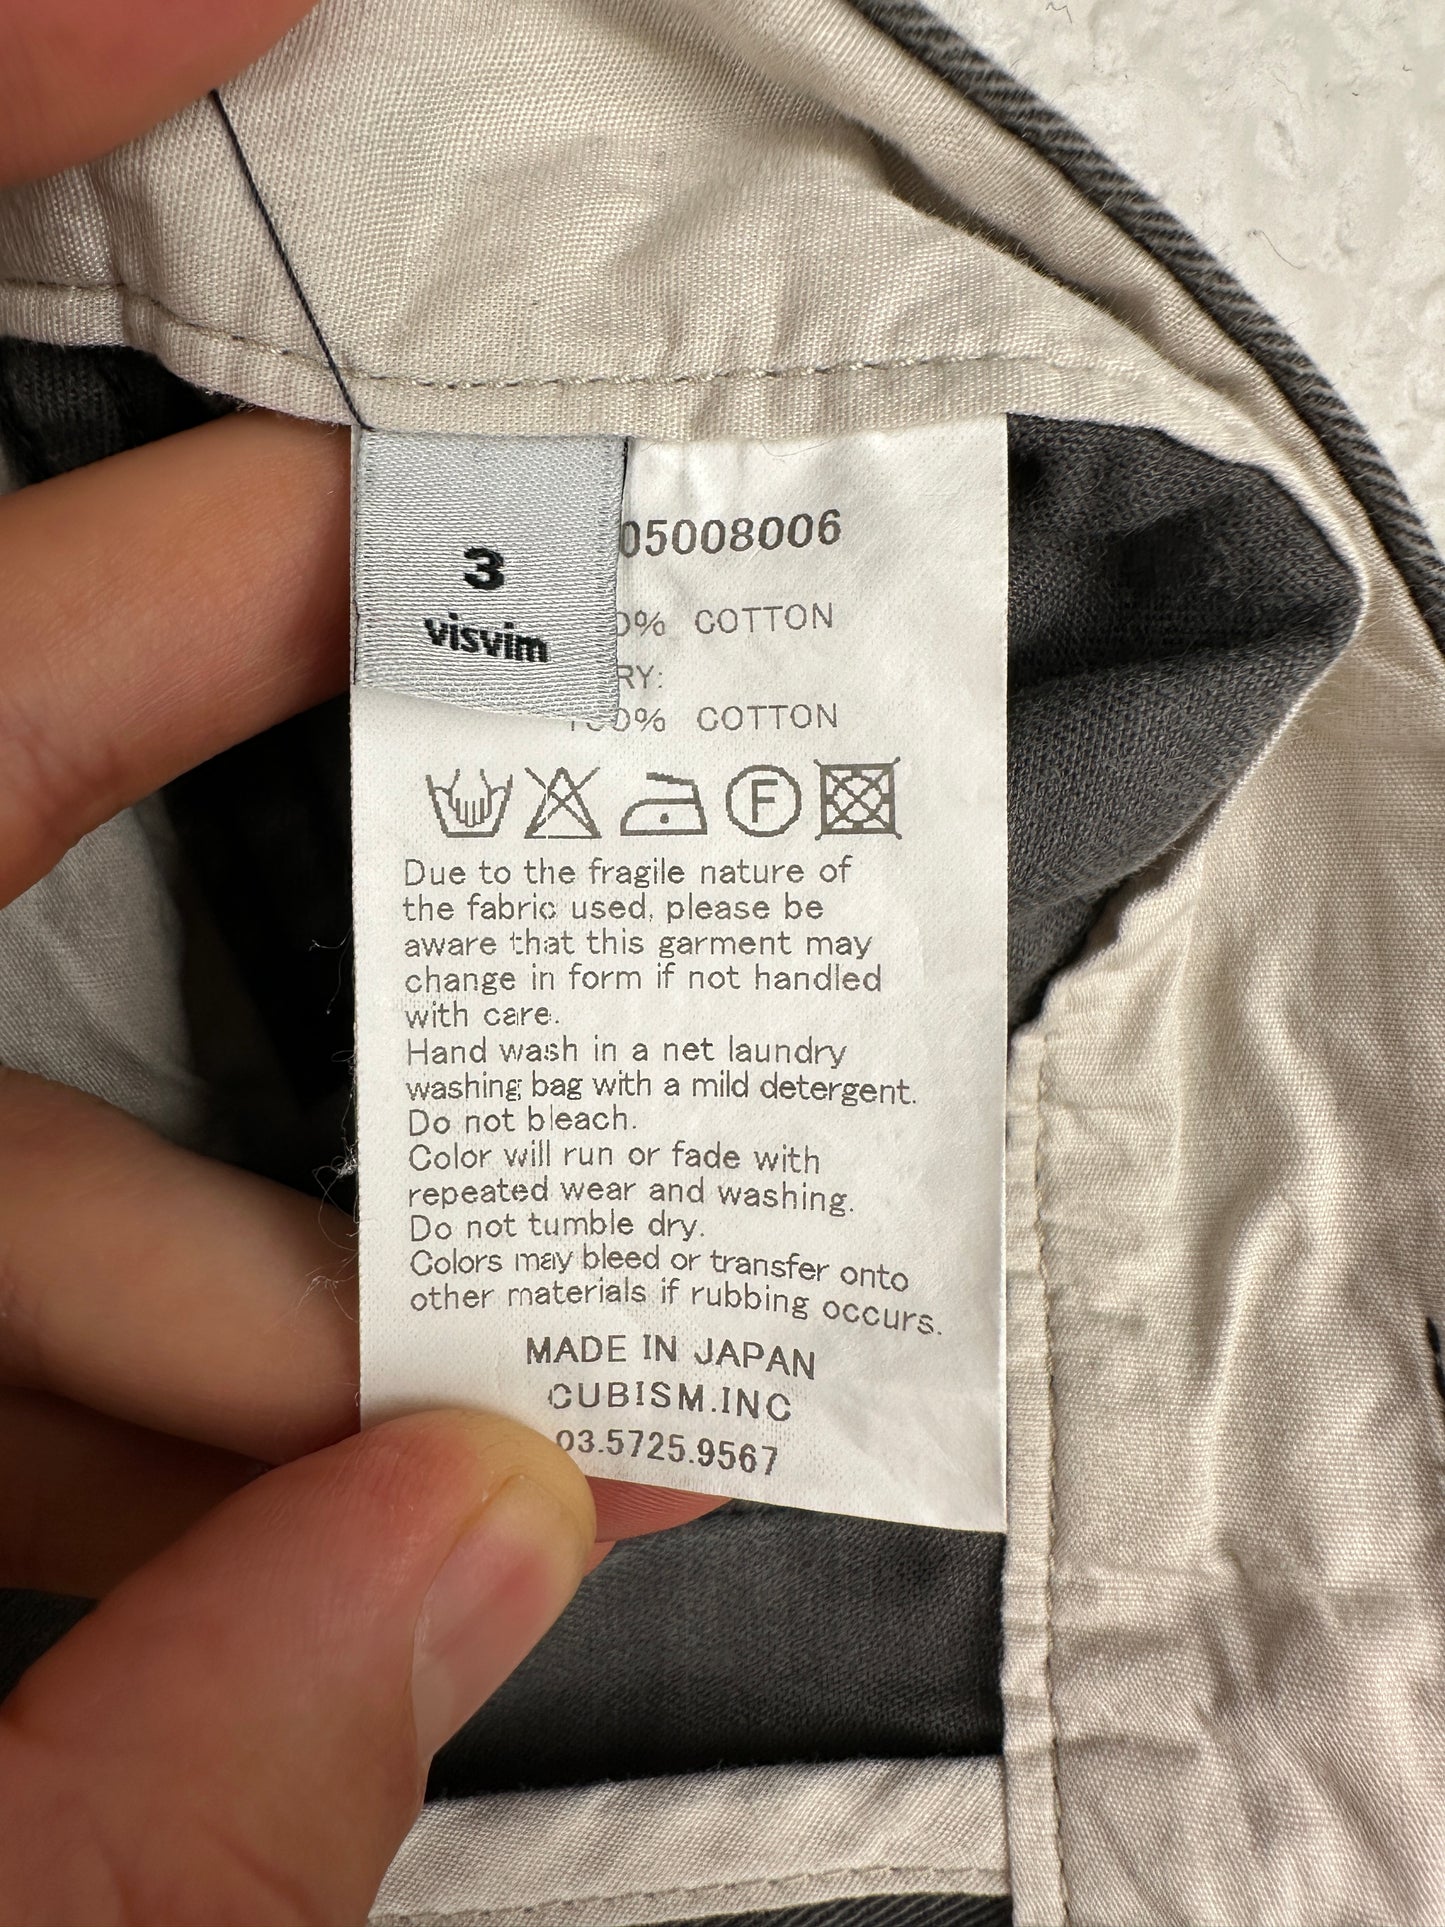 3
visvim
05008006
0% COTTON
RY:
100% COTTON
F
Due to the fragile nature of
the fabric used, please be
aware that this garment may
change in form if not handled
with care.
Hand wash in a net laundry
washing bag with a mild detergent.
Do not bleach.
Color will run or fade with
repeated wear and washing.
Do not tumble dry.
Colors may bleed or transfer onto
other materials if rubbing occurs.
MADE IN JAPAN
CUBISM.INC
03.5725.9567